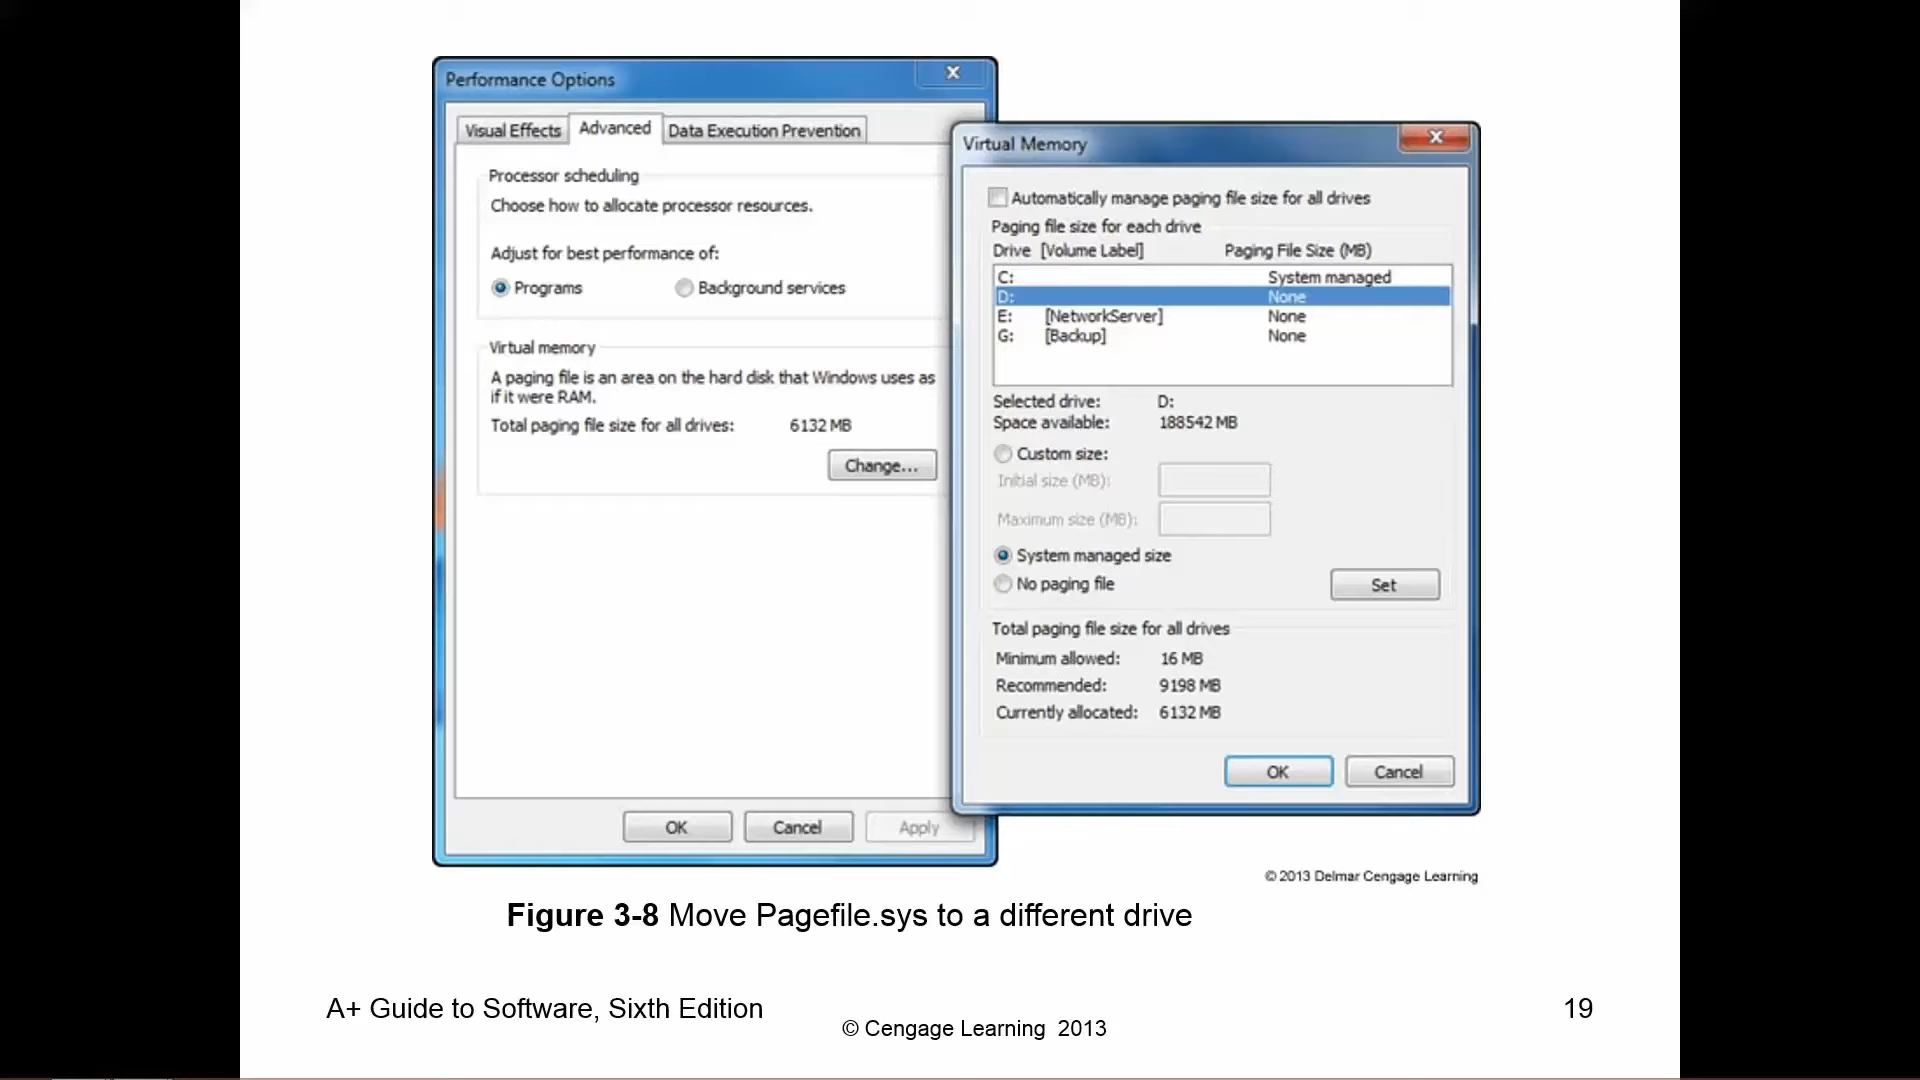 Performance Options
Visual Effects Advanced Data Execution Prevention
Processor scheduling
Choose how to allocate processor resources.
Adjust for best performance of:
Programs Background services
Virtual memory
A paging file is an area on the hard disk that Windows uses as
if it were RAM.
Total paging file size for all drives: 6132 MB
Change...
OK Cancel Apply
Virtual Memory
Automatically manage paging file size for all drives
Paging file size for each drive
Drive [Volume Label] Paging File Size (MB)
C: System managed
D: None
E: [NetworkServer] None
G: [Backup] None
Selected drive: D:
Space available: 188542 MB
Custom size:
Initial size (MB):
Maximum size (MB):
System managed size
No paging file Set
Total paging file size for all drives
Minimum allowed: 16 MB
Recommended: 9198 MB
Currently allocated: 6132 MB
OK Cancel
© 2013 Delmar Cengage Learning
Figure 3-8 Move Pagefile.sys to a different drive
A+ Guide to Software, Sixth Edition
© Cengage Learning 2013
19